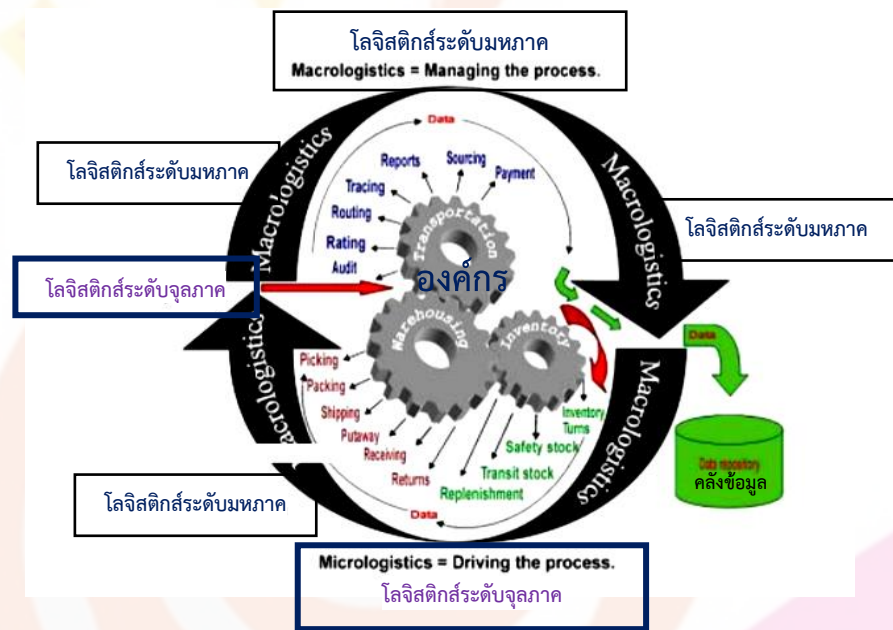 โลจิสติกส์ระดับมหภาค
Macrologistics = Managing the process.
Data
Macrologistics
Macrologistics
โลจิสติกส์ระดับมหภาค
Reports
Sourcing
Payment
Tracing
Routing
Rating
Audit
Transportation
โลจิสติกส์ระดับมหภาค
องค์กร
โลจิสติกส์ระดับจุลภาค
Warehousing
Inventory
Data
Picking
Packing
Shipping
Putaway
Receiving
Returns
Inventory
Turns
Safety stock
Transit stock
Replenishment
Data
acrologistics
Macrologistics
Data repository
คลังข้อมูล
โลจิสติกส์ระดับมหภาค
Micrologistics = Driving the process.
โลจิสติกส์ระดับจุลภาค